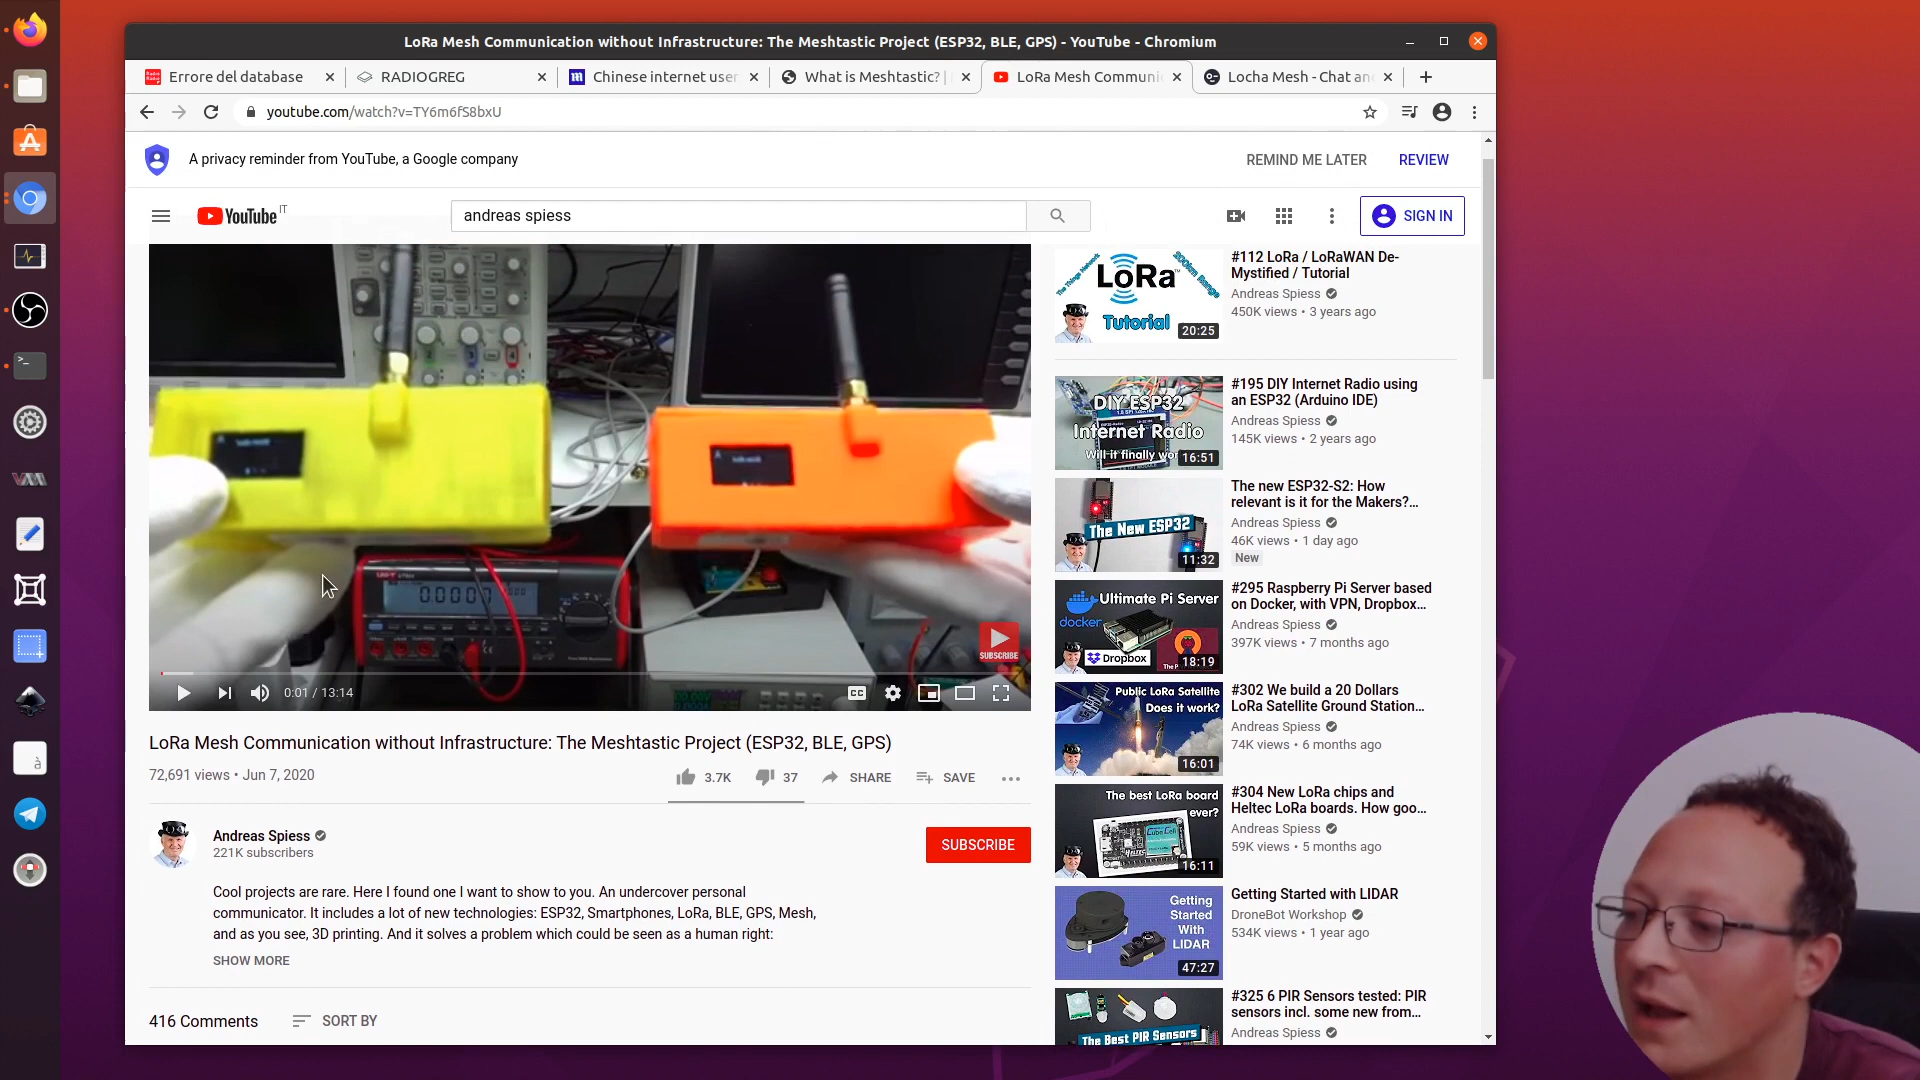 LoRa Mesh Communication without Infrastructure: The Meshtastic Project (ESP32, BLE, GPS) - YouTube - Chromium
Errore del database
RADIOGREG
Chinese internet user
What is Meshtastic? |
LoRa Mesh Communi
Locha Mesh - Chat an
youtube.com/watch?v=TY6m6fS8bxU
A privacy reminder from YouTube, a Google company
REMIND ME LATER
REVIEW
YouTube IT
andreas spiess
SIGN IN
0.000
SUBSCRIBE
0:01 / 13:14
CC
LoRa Mesh Communication without Infrastructure: The Meshtastic Project (ESP32, BLE, GPS)
72,691 views • Jun 7, 2020
3.7K
37
SHARE
SAVE
Andreas Spiess
221K subscribers
SUBSCRIBE
Cool projects are rare. Here I found one I want to show to you. An undercover personal
communicator. It includes a lot of new technologies: ESP32, Smartphones, LoRa, BLE, GPS, Mesh,
and as you see, 3D printing. And it solves a problem which could be seen as a human right:
SHOW MORE
416 Comments
SORT BY
The Things Network
LoRa
200km Range
Tutorial
20:25
#112 LoRa / LoRaWAN De-
Mystified / Tutorial
Andreas Spiess
450K views • 3 years ago
DIY ESP32
Internet Radio
Will it finally wo
16:51
#195 DIY Internet Radio using
an ESP32 (Arduino IDE)
Andreas Spiess
145K views • 2 years ago
The New ESP32
11:32
The new ESP32-S2: How
relevant is it for the Makers?...
Andreas Spiess
46K views • 1 day ago
New
Ultimate Pi Server
docker
Dropbox
18:19
#295 Raspberry Pi Server based
on Docker, with VPN, Dropbox...
Andreas Spiess
397K views • 7 months ago
Public LoRa Satellite
Does it work?
16:01
#302 We build a 20 Dollars
LoRa Satellite Ground Station...
Andreas Spiess
74K views • 6 months ago
The best LoRa board
ever?
HELTEC
16:11
#304 New LoRa chips and
Heltec LoRa boards. How goo...
Andreas Spiess
59K views • 5 months ago
Getting
Started
With
LIDAR
47:27
Getting Started with LIDAR
DroneBot Workshop
534K views • 1 year ago
The Best PIR Sensors
#325 6 PIR Sensors tested: PIR
sensors incl. some new from...
Andreas Spiess